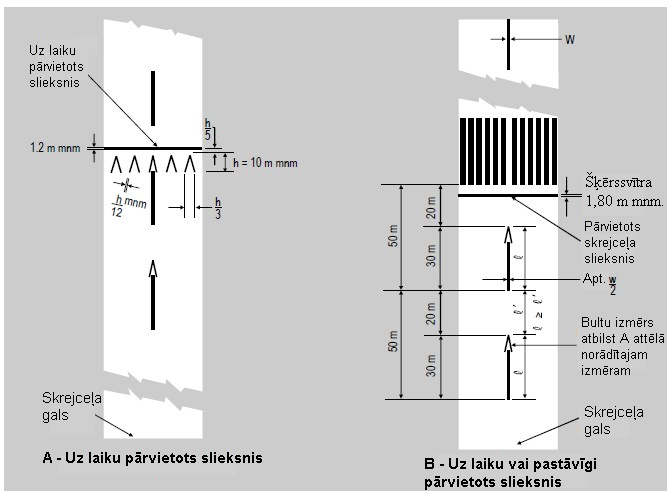 Uz laiku
pārvietots
slieksnis
1.2 m mnm
h
5
h = 10 m mnm
h mnm
12
h
3
Skrejceļa
gals
A - Uz laiku pārvietots slieksnis
W
Šķērssvītra
1,80 m mnm.
Pārvietots
skrejceļa
slieksnis
50 m
20 m
30 m
ℓ
Apt. w
2
50 m
20 m
30 m
ℓ´
ℓ ≥ ℓ´
ℓ
Bultu izmērs
atbilst A attēlā
norādītajam
izmēram
Skrejceļa
gals
B - Uz laiku vai pastāvīgi
pārvietots slieksnis